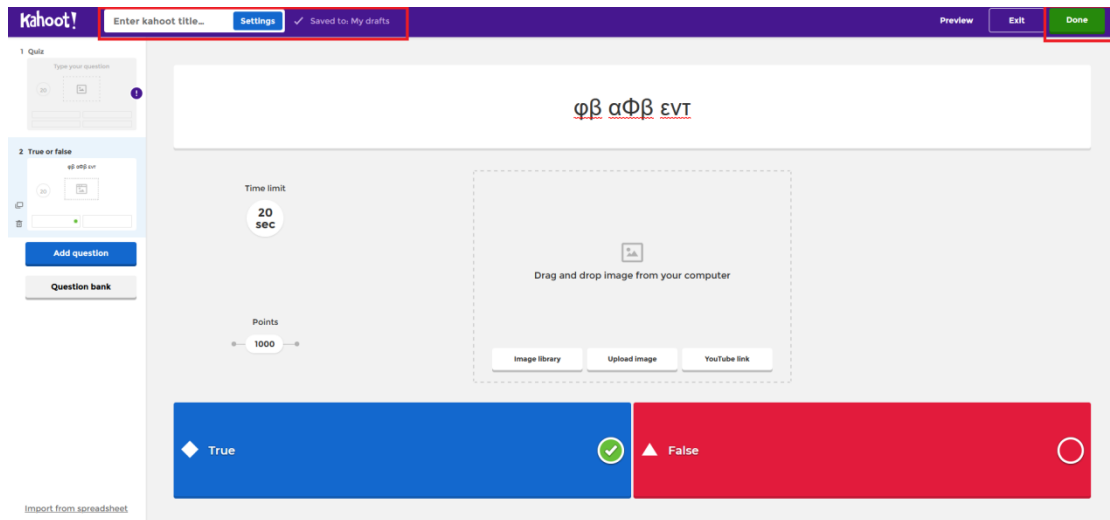 Kahoot!
Enter kahoot title...
Settings
Saved to: My drafts
Preview
Exit
Done
1 Quiz
Type your question
20
!
2 True or false
φβ αΦβ εντ
20
Add question
Question bank
Import from spreadsheet
φβ αΦβ εντ
Time limit
20
sec
Points
1000
Drag and drop image from your computer
Image library
Upload image
YouTube link
True
False